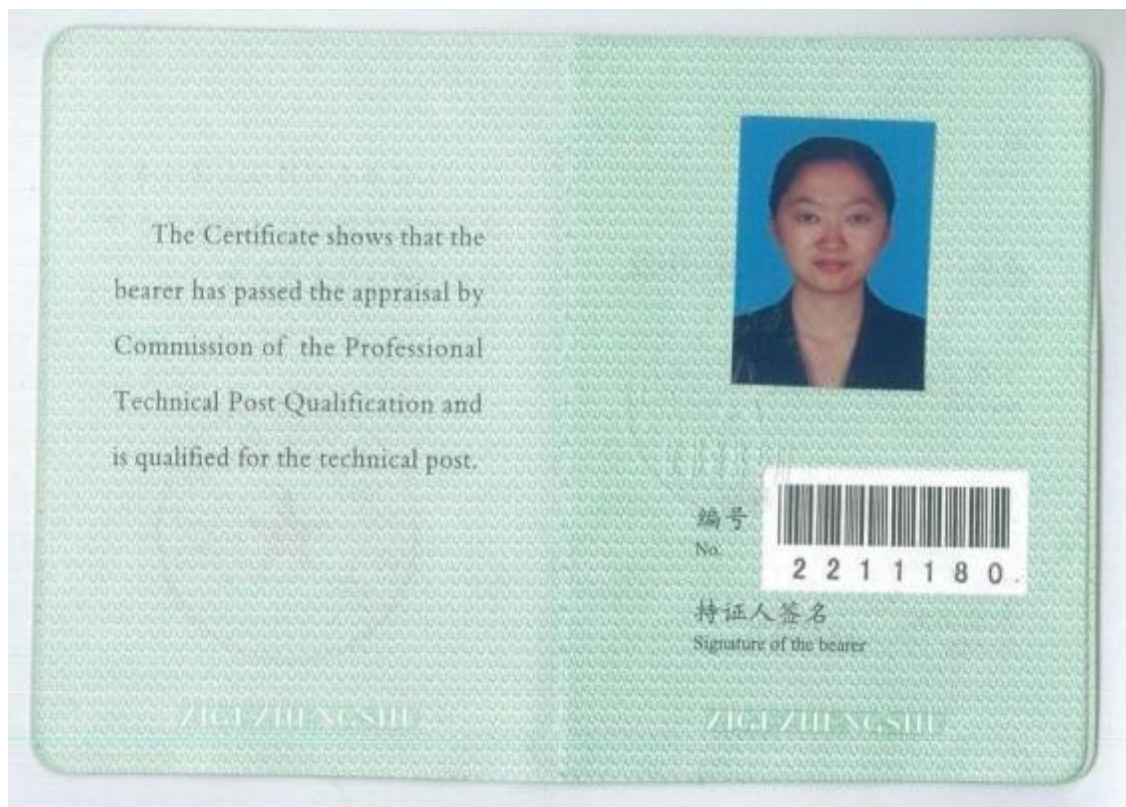 The Certificate shows that the
bearer has passed the appraisal by
Commission of the Professional
Technical Post Qualification and
is qualified for the technical post.
ZIGEZHENGSHU
编号
No.
2211180
持证人签名
Signature of the bearer
ZIGEZHENGSHU